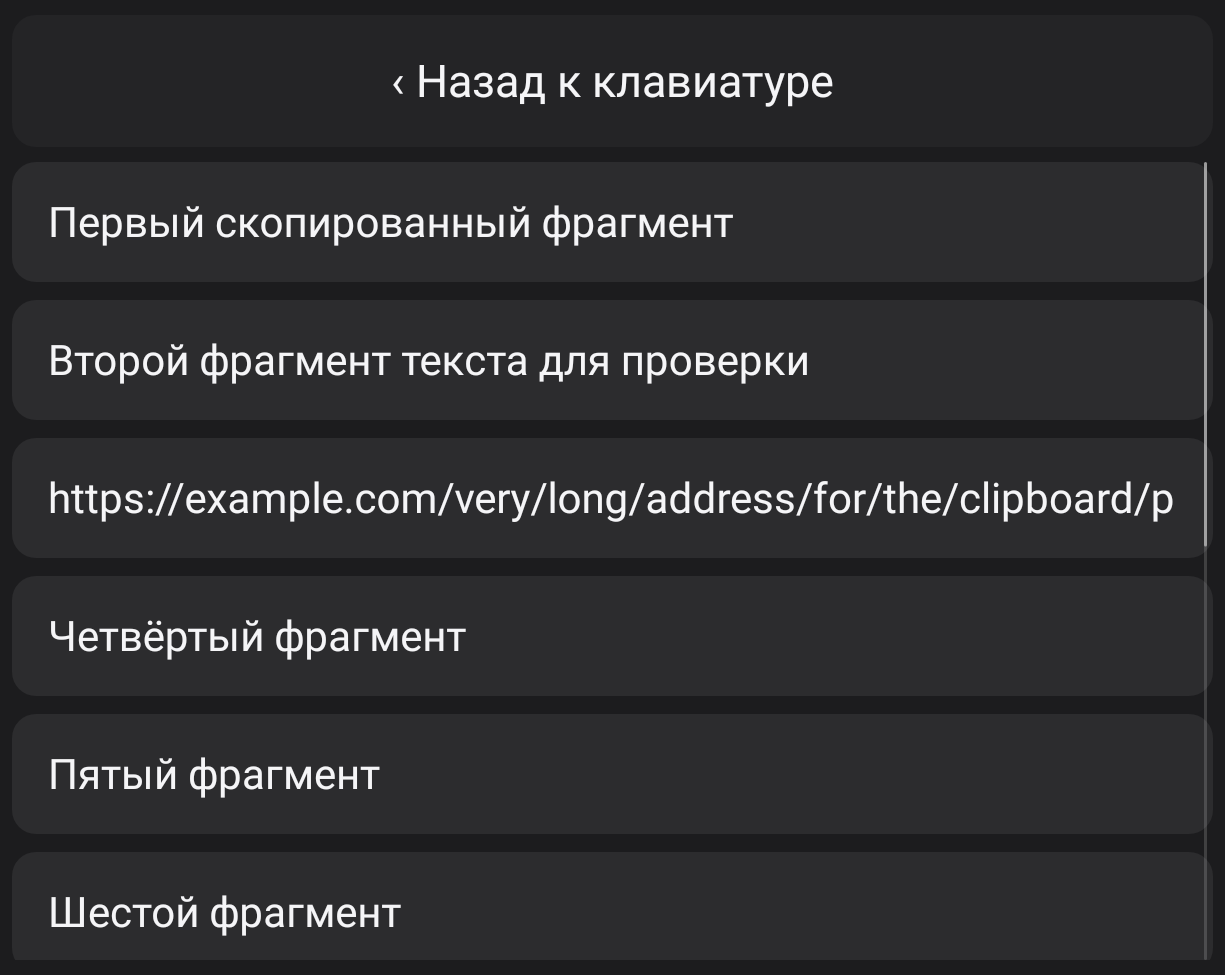 ‹ Назад к клавиатуре
Первый скопированный фрагмент
Второй фрагмент текста для проверки
https://example.com/very/long/address/for/the/clipboard/p
Четвёртый фрагмент
Пятый фрагмент
Шестой фрагмент